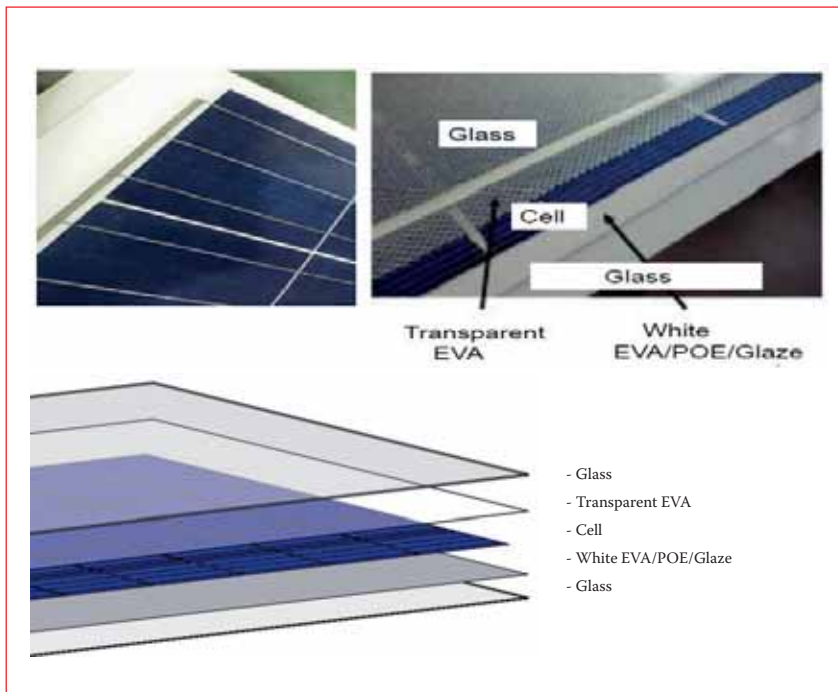 Glass
Cell
Glass
Transparent
EVA
White
EVA/POE/Glaze
- Glass
- Transparent EVA
- Cell
- White EVA/POE/Glaze
- Glass